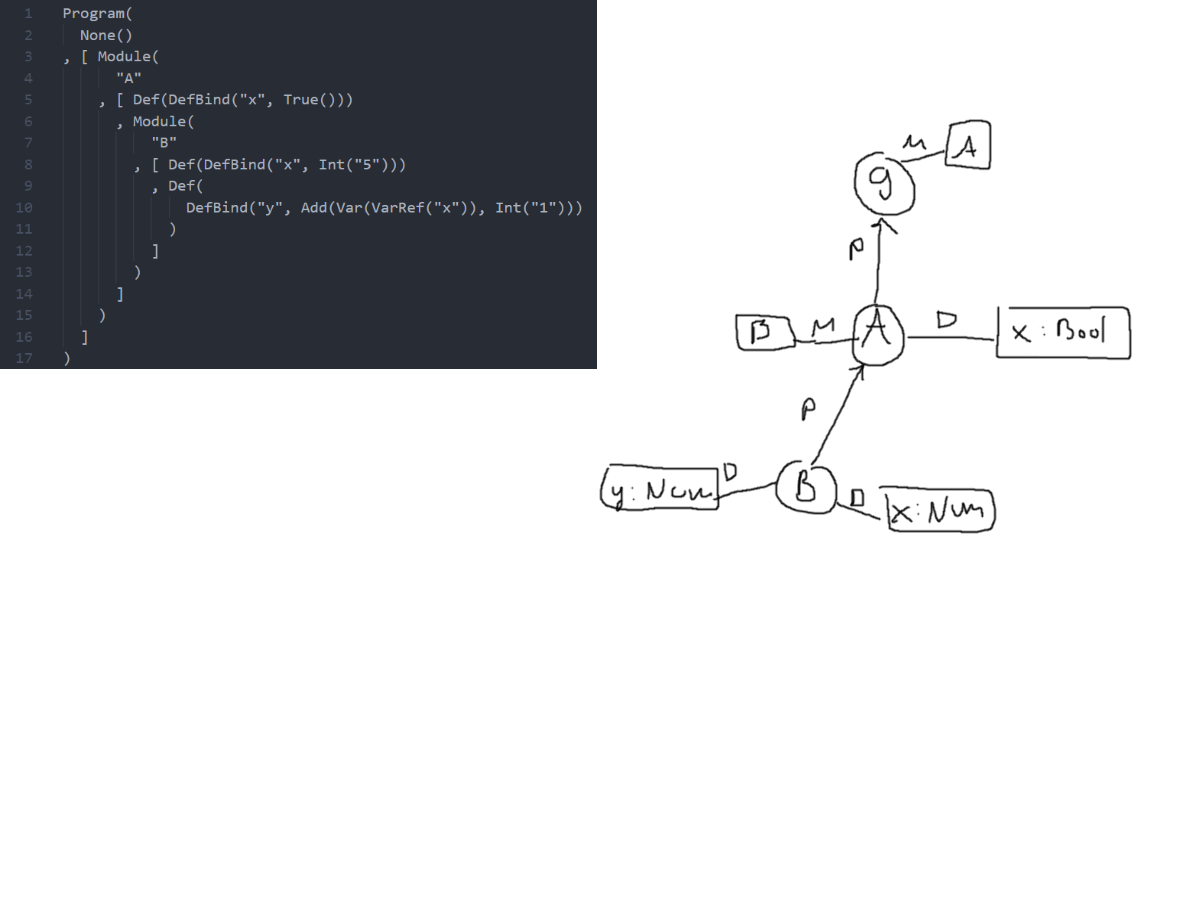 1 Program(
2 None()
3 , [ Module(
4 "A"
5 , [ Def(DefBind("x", True()))
6 , Module(
7 "B"
8 , [ Def(DefBind("x", Int("5")))
9 , Def(
10 DefBind("y", Add(Var(VarRef("x")), Int("1")))
11 )
12 ]
13 )
14 ]
15 )
16 ]
17 )
M A
g
P
B M A D x : Bool
P
y : Num D B D x : Num